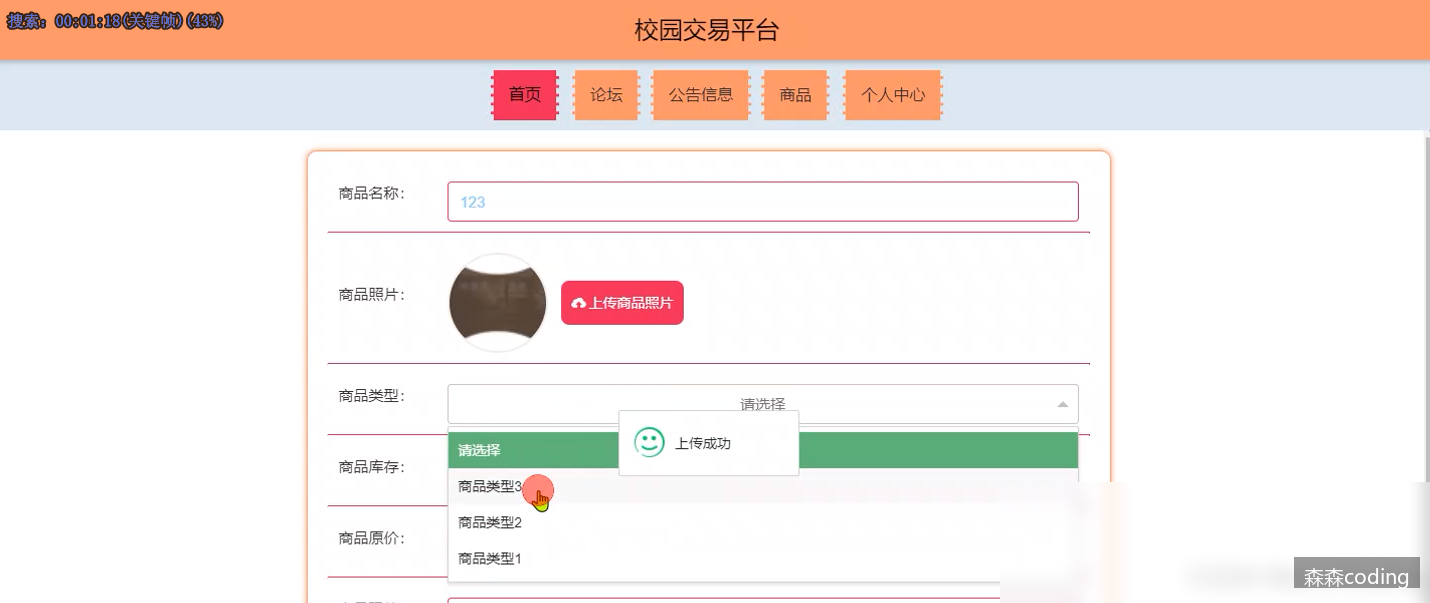 搜索: 00:01:18(关键帧)(43%)
校园交易平台
首页
论坛
公告信息
商品
个人中心
商品名称:
123
商品照片:
上传商品照片
商品类型:
请选择
请选择
上传成功
商品类型3
商品类型2
商品类型1
商品库存:
商品原价:
森森coding